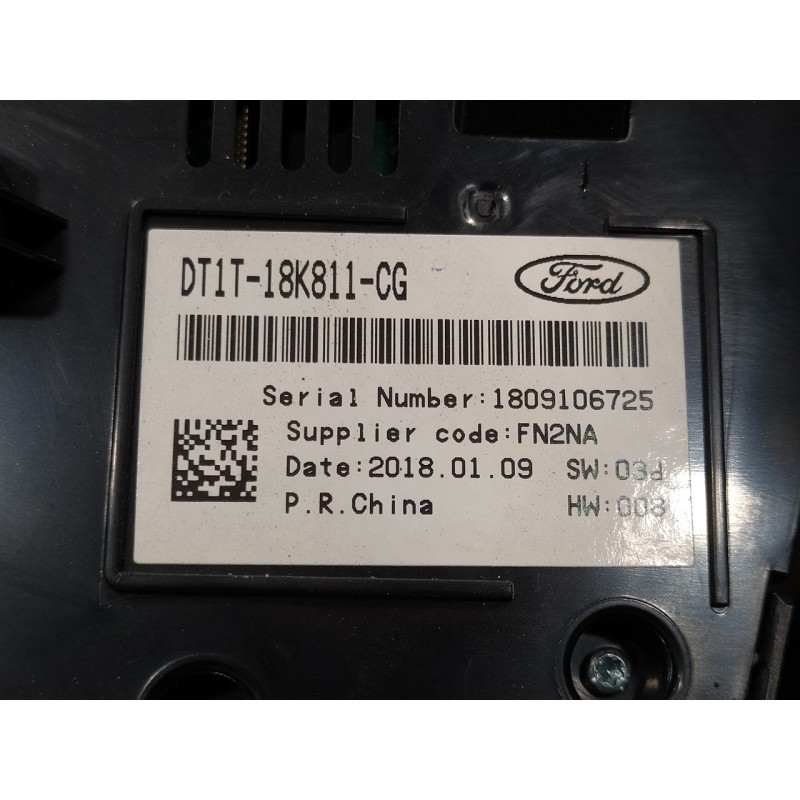 DT1T-18K811-CG
Ford
Serial Number:1809106725
Supplier code:FN2NA
Date:2018.01.09 SW:03d
P.R.China HW:003